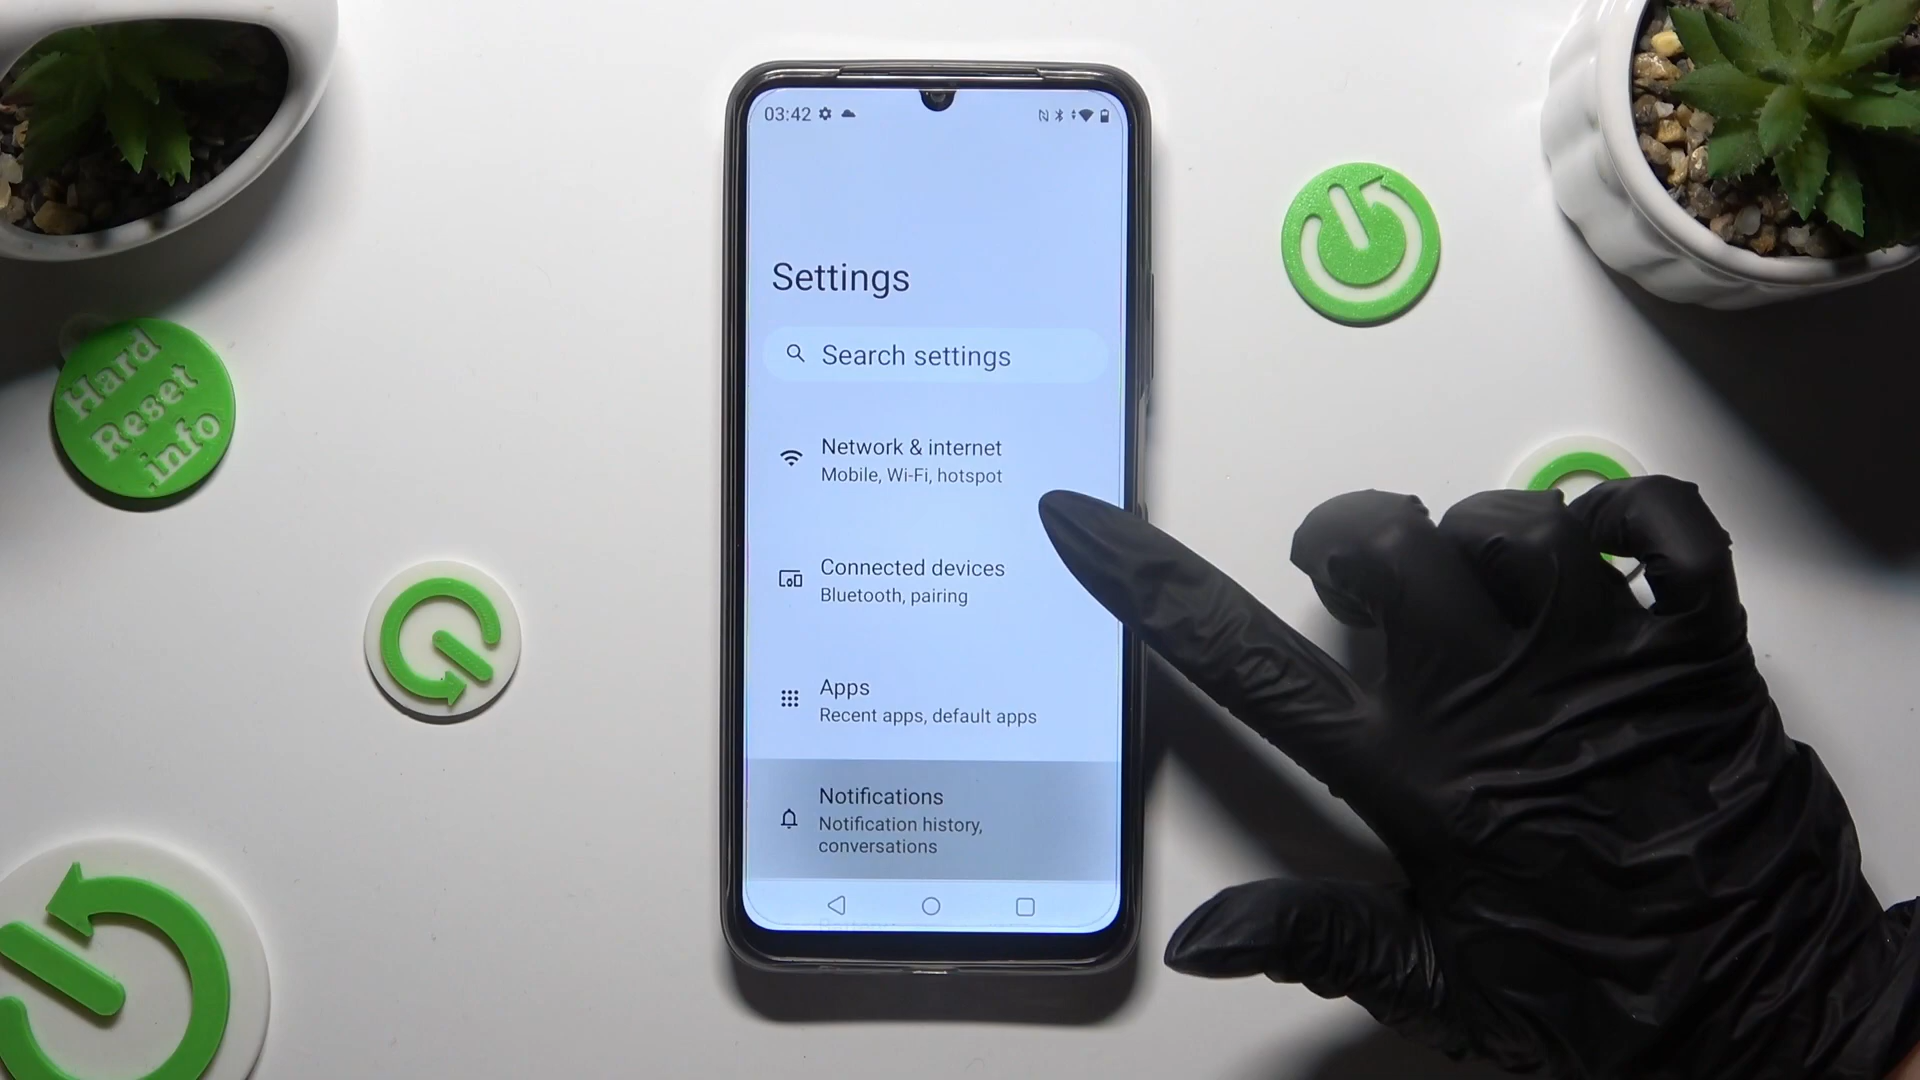 03:42
Settings
Search settings
Network & internet
Mobile, Wi-Fi, hotspot
Connected devices
Bluetooth, pairing
Apps
Recent apps, default apps
Notifications
Notification history,
conversations
Hard
Reset
.info